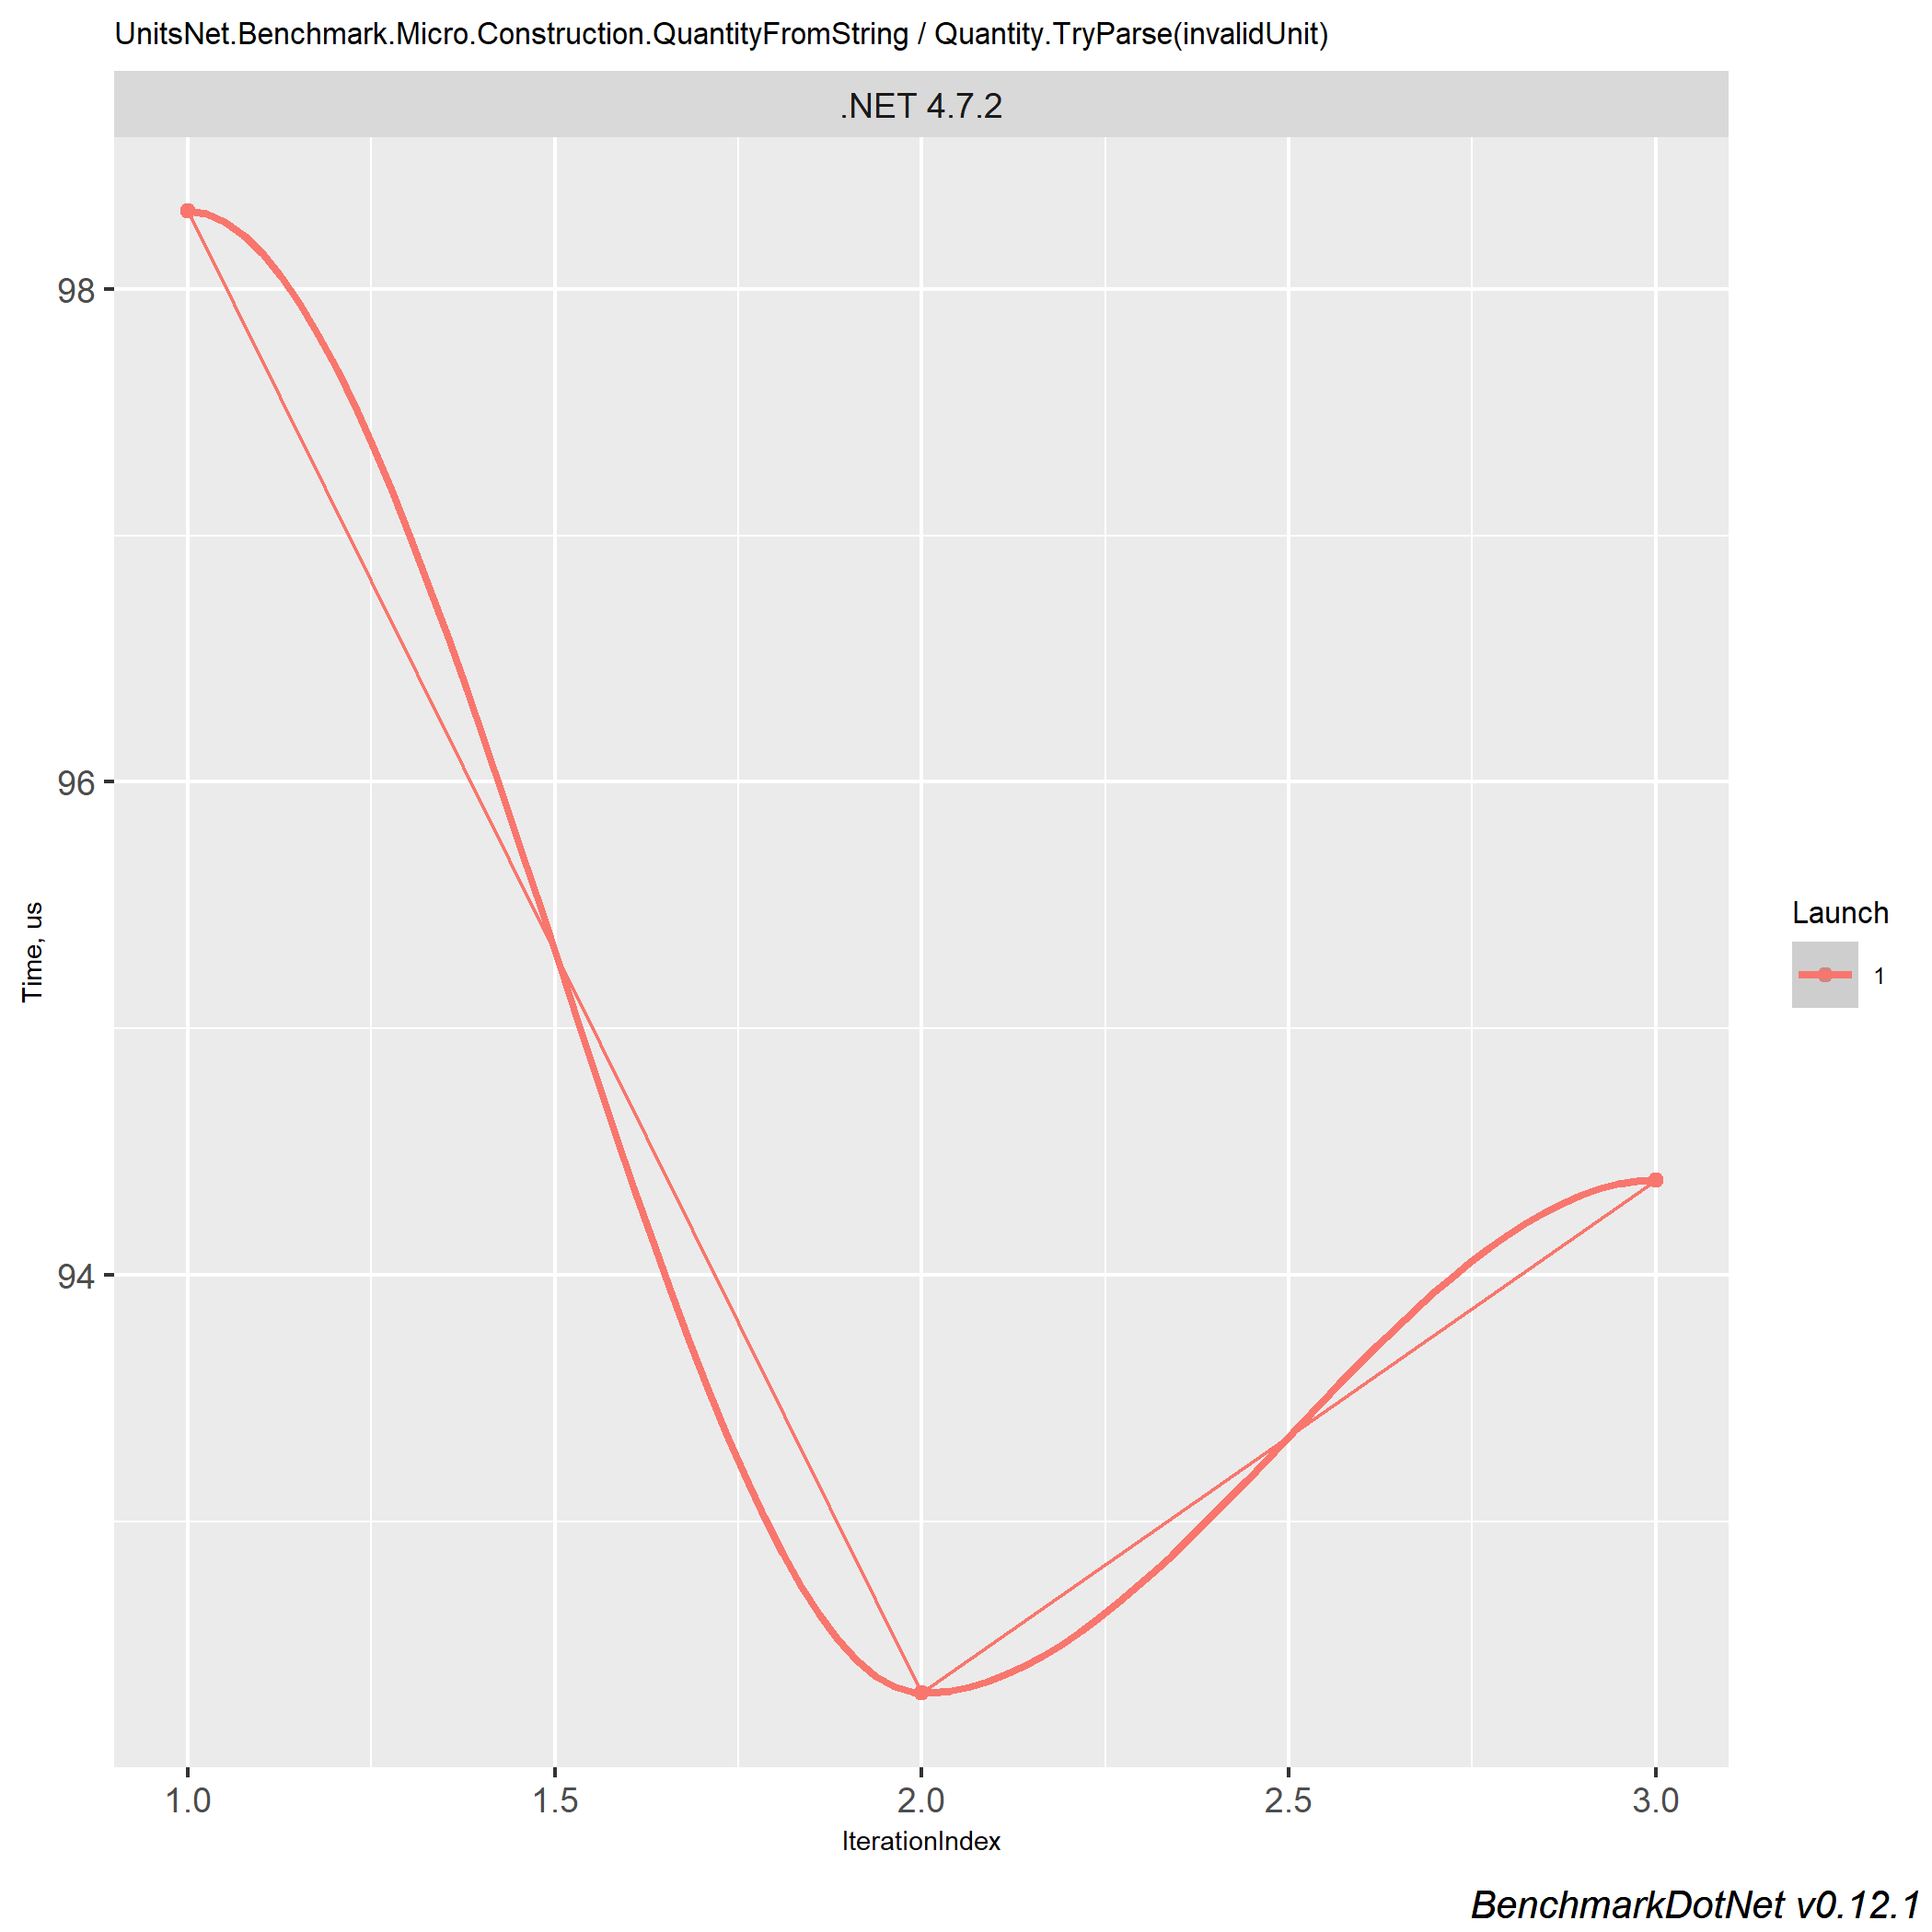 UnitsNet.Benchmark.Micro.Construction.QuantityFromString / Quantity.TryParse(invalidUnit)
.NET 4.7.2
98
96
94
Time, us
1.0 1.5 2.0 2.5 3.0
IterationIndex
Launch
1
BenchmarkDotNet v0.12.1